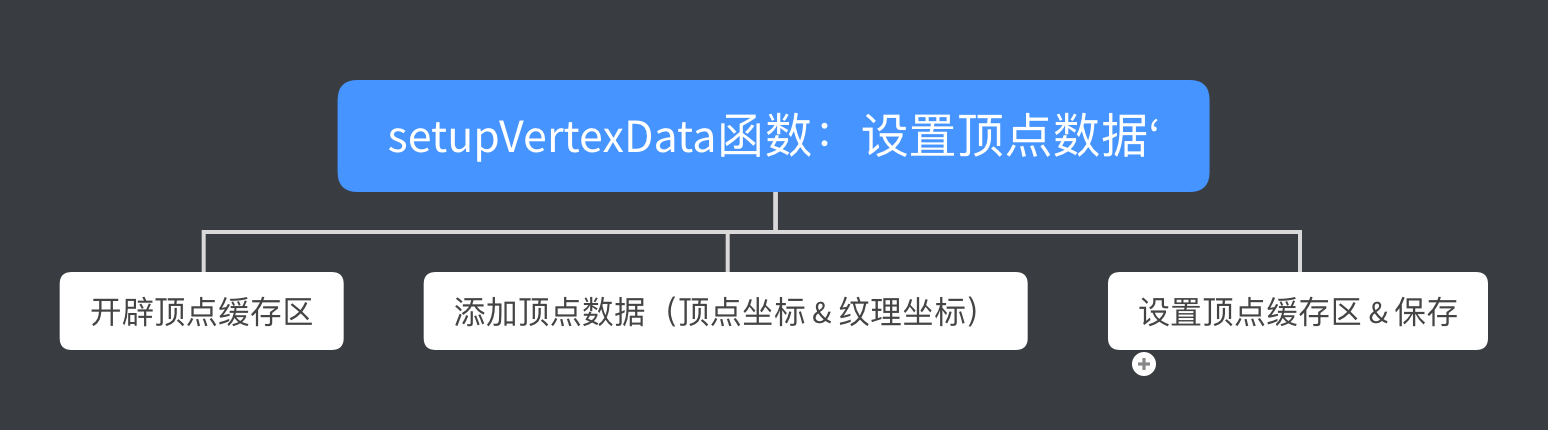 setupVertexData函数：设置顶点数据‘
开辟顶点缓存区
添加顶点数据（顶点坐标 & 纹理坐标）
设置顶点缓存区 & 保存